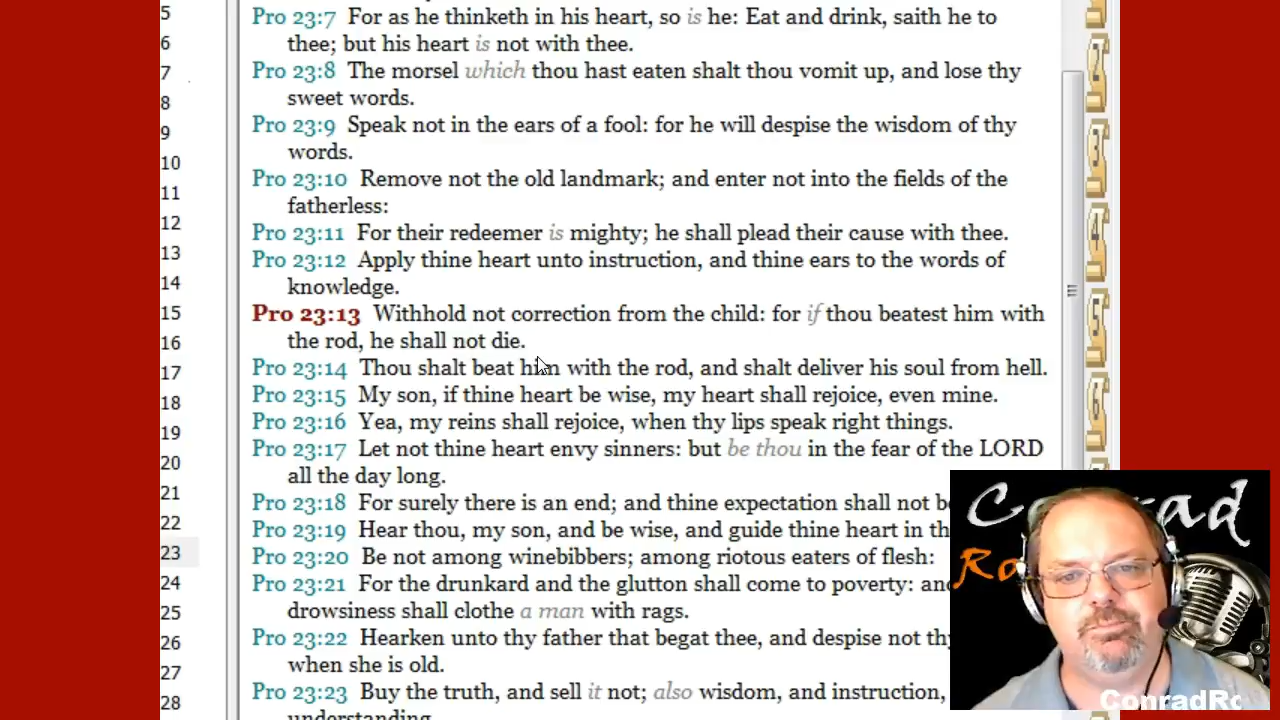 5
6
7
8
9
10
11
12
13
14
15
16
17
18
19
20
21
22
23
24
25
26
27
28
Pro 23:7 For as he thinketh in his heart, so is he: Eat and drink, saith he to
thee; but his heart is not with thee.
Pro 23:8 The morsel which thou hast eaten shalt thou vomit up, and lose thy
sweet words.
Pro 23:9 Speak not in the ears of a fool: for he will despise the wisdom of thy
words.
Pro 23:10 Remove not the old landmark; and enter not into the fields of the
fatherless:
Pro 23:11 For their redeemer is mighty; he shall plead their cause with thee.
Pro 23:12 Apply thine heart unto instruction, and thine ears to the words of
knowledge.
Pro 23:13 Withhold not correction from the child: for if thou beatest him with
the rod, he shall not die.
Pro 23:14 Thou shalt beat him with the rod, and shalt deliver his soul from hell.
Pro 23:15 My son, if thine heart be wise, my heart shall rejoice, even mine.
Pro 23:16 Yea, my reins shall rejoice, when thy lips speak right things.
Pro 23:17 Let not thine heart envy sinners: but be thou in the fear of the LORD
all the day long.
Pro 23:18 For surely there is an end; and thine expectation shall not
Pro 23:19 Hear thou, my son, and be wise, and guide thine heart in
Pro 23:20 Be not among winebibbers; among riotous eaters of flesh:
Pro 23:21 For the drunkard and the glutton shall come to poverty:
drowsiness shall clothe a man with rags.
Pro 23:22 Hearken unto thy father that begat thee, and despise not
when she is old.
Pro 23:23 Buy the truth, and sell it not; also wisdom, and instruction,
understanding
2
3
4
5
6
ConradRo